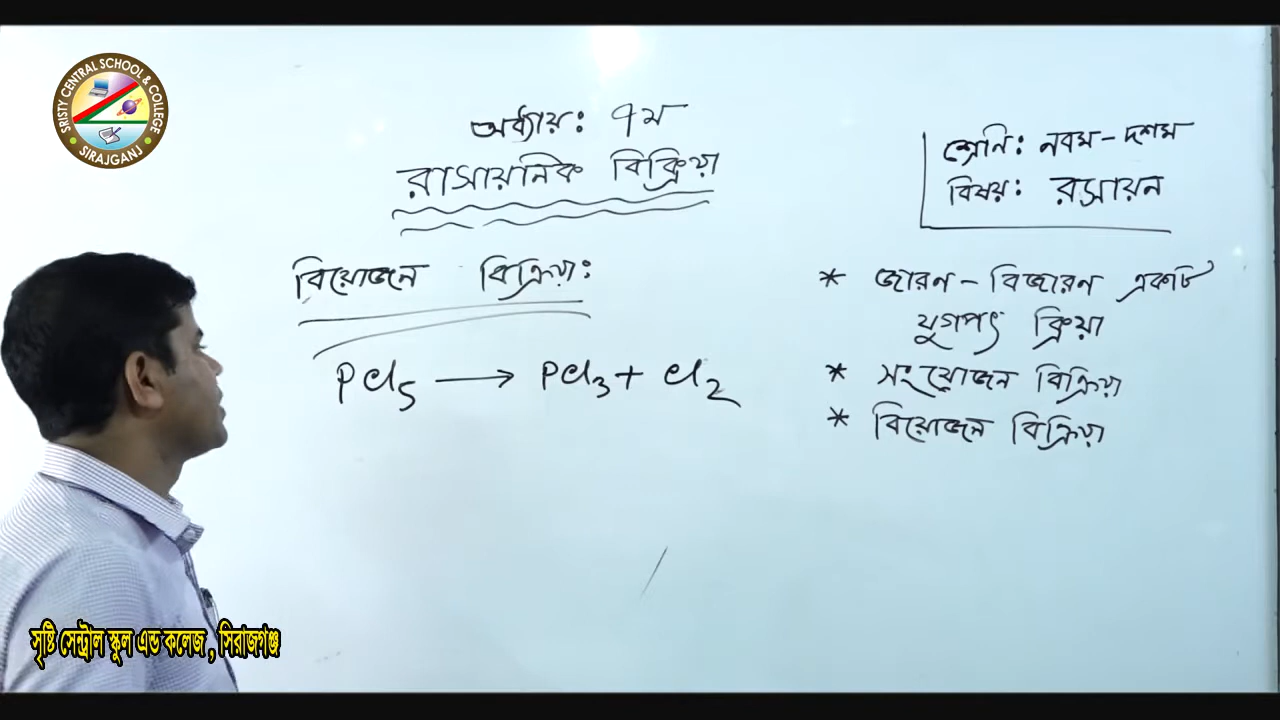 SRISTY CENTRAL SCHOOL & COLLEGE
SIRAJGANJ
অধ্যায়ঃ ৭ম
রাসায়নিক বিক্রিয়া
শ্রেনিঃ নবম-দশম
বিষয়ঃ রসায়ন
বিয়োজন বিক্রিয়াঃ
PCl₅ → PCl₃ + Cl₂
* জারণ-বিজারণ একটি
যুগপৎ ক্রিয়া
* সংযোজন বিক্রিয়া
* বিয়োজন বিক্রিয়া
সৃষ্টি সেন্ট্রাল স্কুল এন্ড কলেজ, সিরাজগঞ্জ